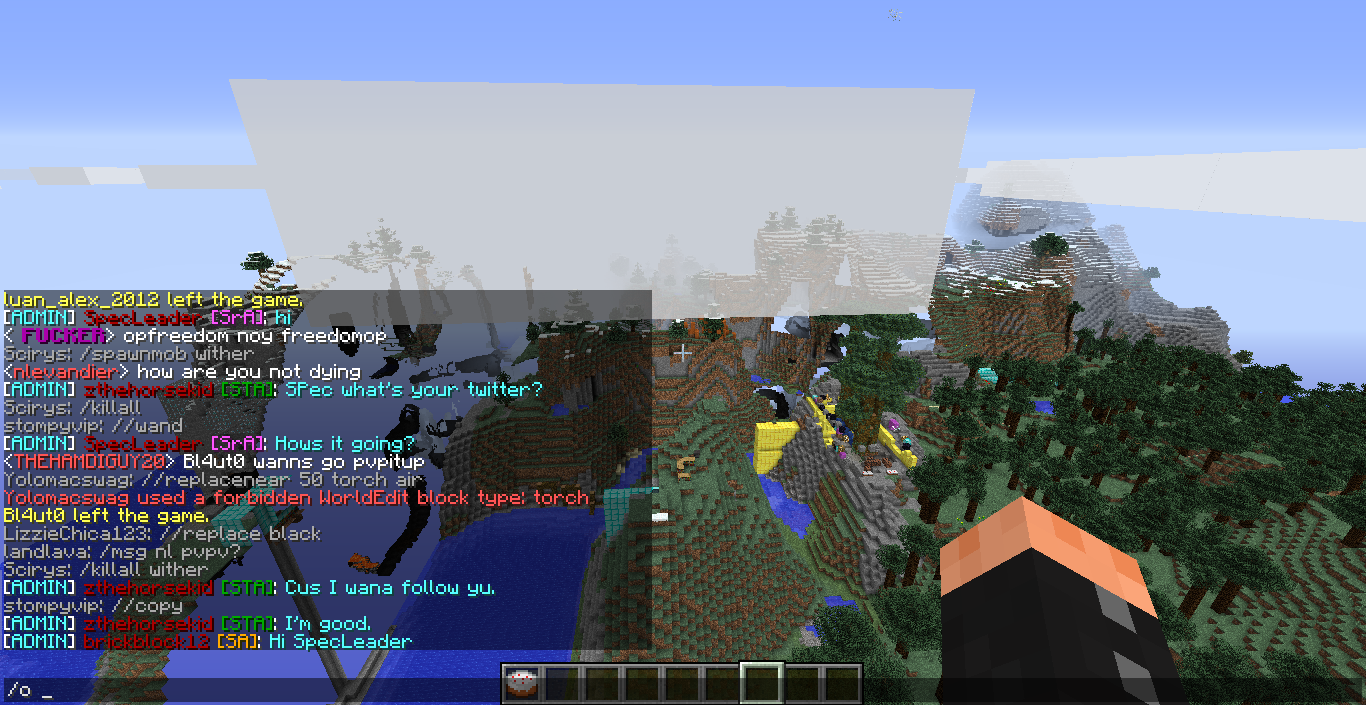 luan_alex_2012 left the game.
[ADMIN] SpecLeader [SrA]: hi
< FUCKER> opfreedom noy freedomop
Scirys: /spawnmob wither
<nlevandier> how are you not dying
[ADMIN] zthehorsekid [STA]: SPec what's your twitter?
Scirys: /killall
stompyvip: //wand
[ADMIN] SpecLeader [SrA]: Hows it going?
<THEHAMDIGUY20> Bl4ut0 wanns go pvpitup
Yolomacswag: //replacenear 50 torch air
Yolomacswag used a forbidden WorldEdit block type: torch
Bl4ut0 left the game.
LizzieChica123: //replace black
landlava: /msg nl pvpv?
Scirys: /killall wither
[ADMIN] zthehorsekid [STA]: Cus I wana follow yu.
stompyvip: //copy
[ADMIN] zthehorsekid [STA]: I'm good.
[ADMIN] brickblock12 [SA]: Hi SpecLeader
/o _